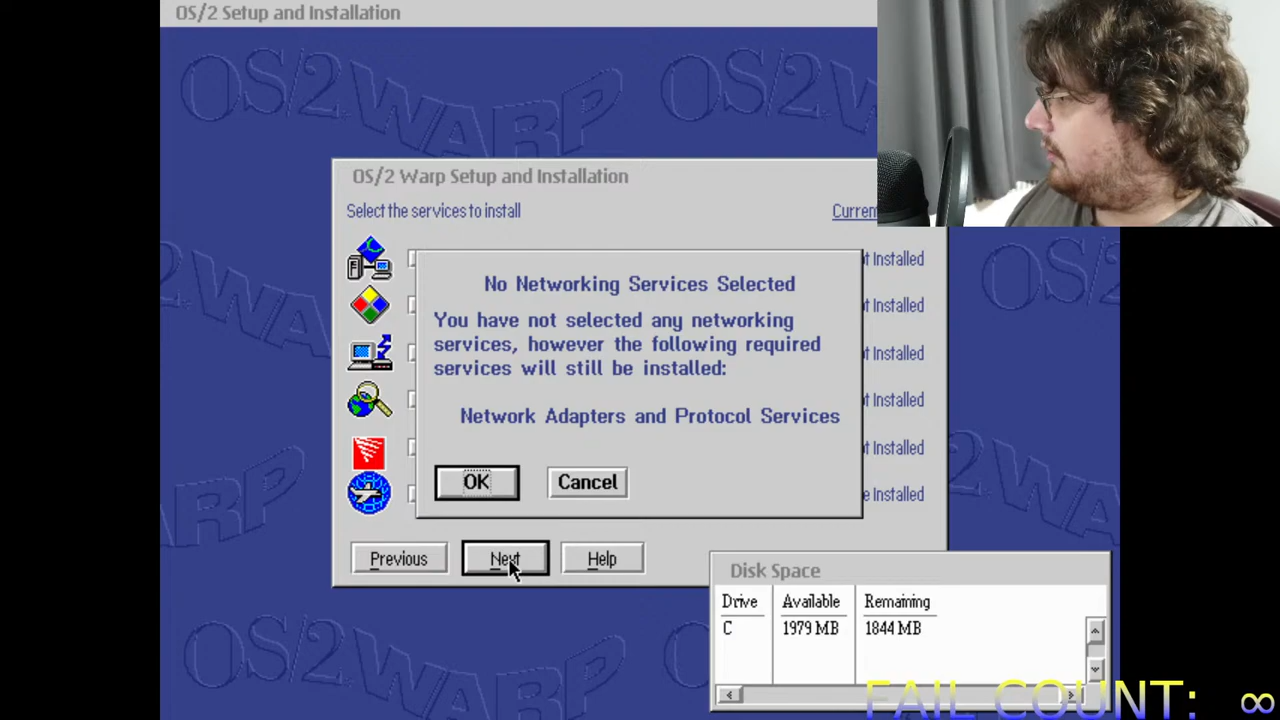 OS/2 Setup and Installation
OS/2 WARP
OS/2 Warp Setup and Installation
Select the services to install
Curren
No Networking Services Selected
You have not selected any networking
services, however the following required
services will still be installed:
Network Adapters and Protocol Services
OK Cancel
t Installed
t Installed
t Installed
t Installed
t Installed
e Installed
Previous Next Help
Disk Space
Drive Available Remaining
C 1979 MB 1844 MB
FAIL COUNT: ∞